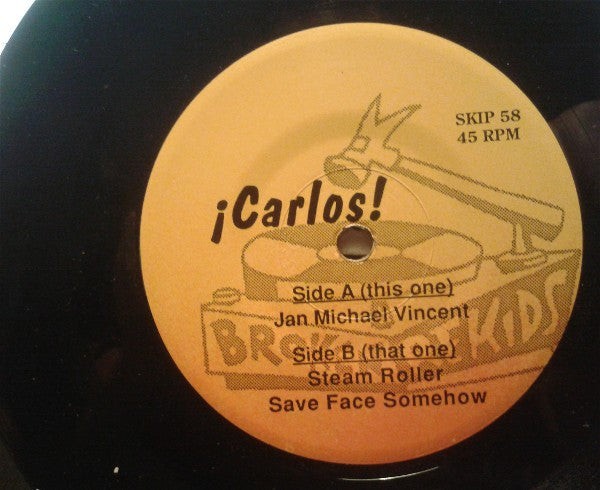 SKIP 58
45 RPM
¡Carlos!
Side A (this one)
Jan Michael Vincent
Side B (that one)
Steam Roller
Save Face Somehow
KIDS